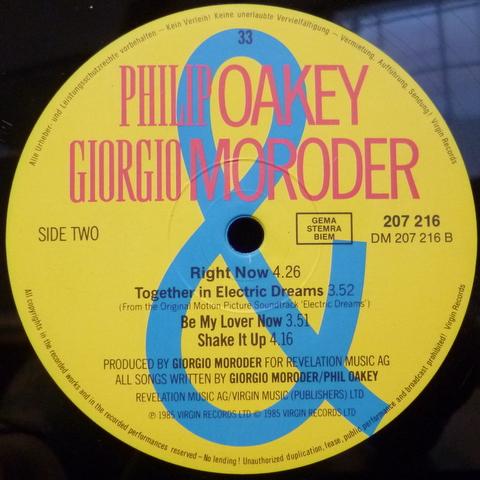 Alle Urheber- und Leistungsschutzrechte vorbehalten – Kein Verleih! Keine unerlaubte Vervielfältigung – Vermietung, Aufführung, Sendung! Virgin Records
33
PHILIP OAKEY
&
GIORGIO MORODER
SIDE TWO
GEMA
STEMRA
BIEM
207 216
DM 207 216 B
Right Now 4.26
Together in Electric Dreams 3.52
(From the Original Motion Picture Soundtrack 'Electric Dreams')
Be My Lover Now 3.51
Shake It Up 4.16
PRODUCED BY GIORGIO MORODER FOR REVELATION MUSIC AG
ALL SONGS WRITTEN BY GIORGIO MORODER/PHIL OAKEY
REVELATION MUSIC AG/VIRGIN MUSIC (PUBLISHERS) LTD
℗ 1985 VIRGIN RECORDS LTD © 1985 VIRGIN RECORDS LTD
All copyrights in the recorded works and in the recorded performances reserved – No lending! Unauthorized duplication, lease, public performance and broadcast prohibited! Virgin Records